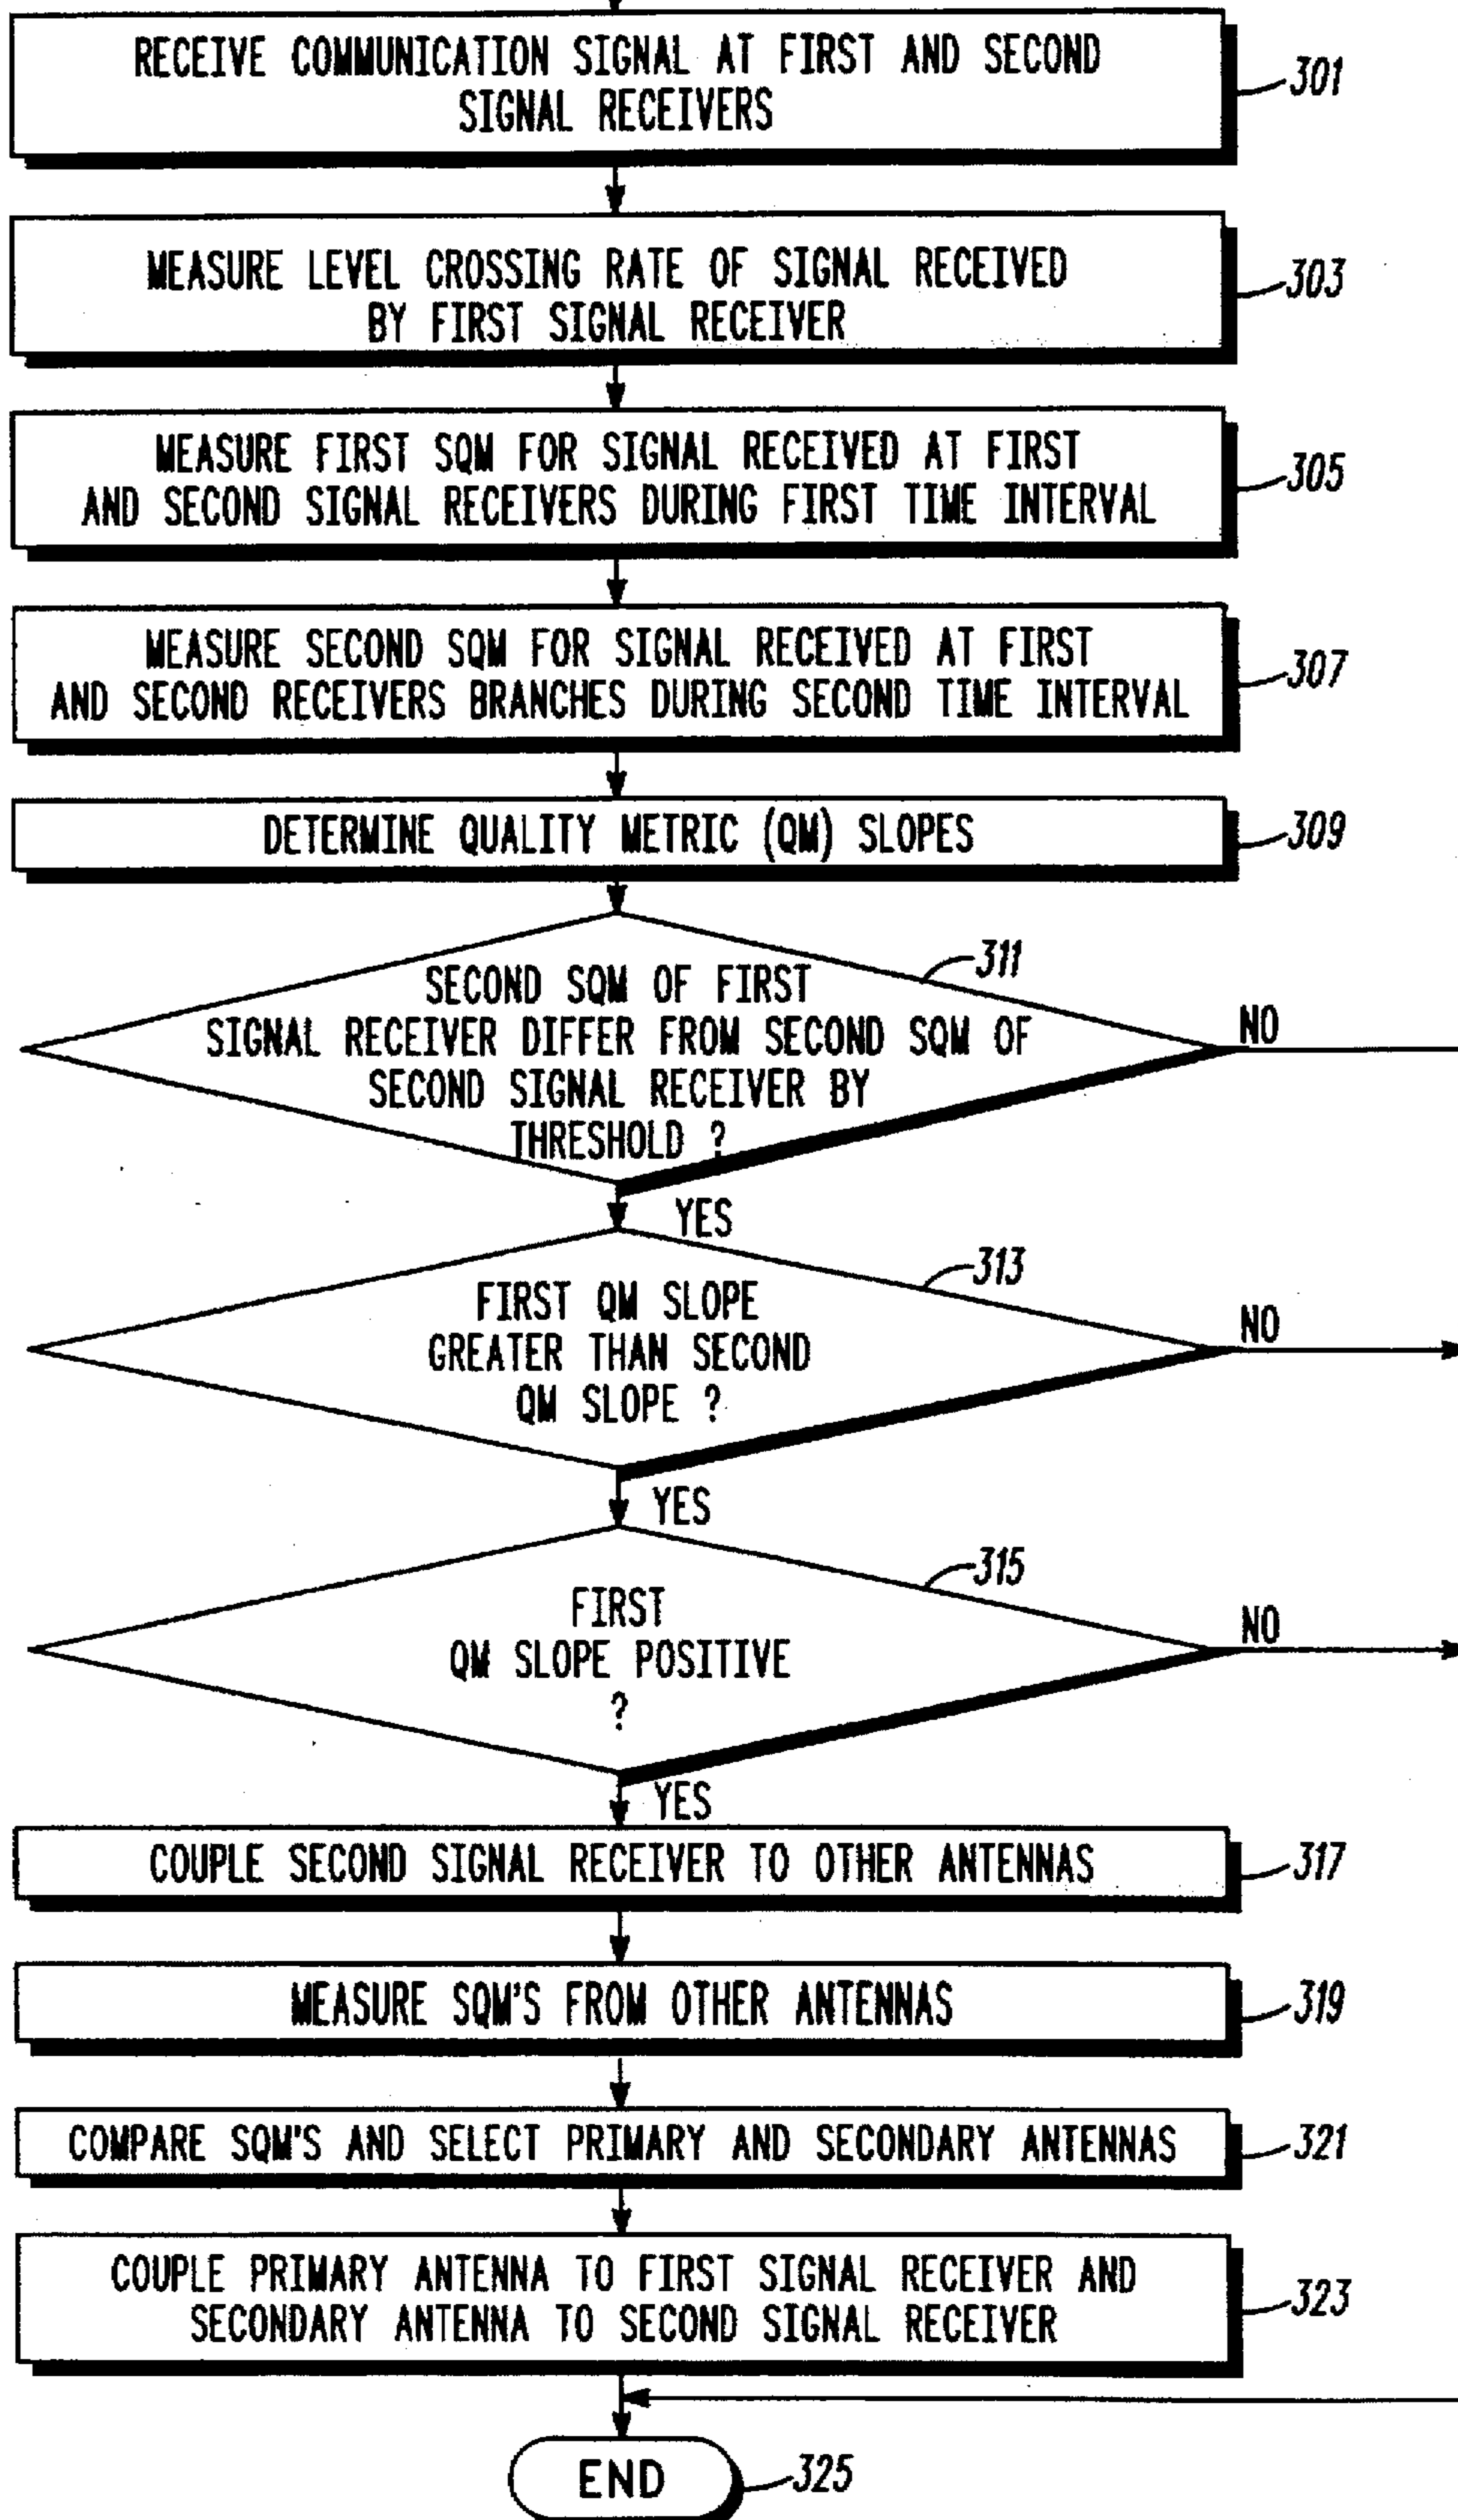 RECEIVE COMMUNICATION SIGNAL AT FIRST AND SECOND
SIGNAL RECEIVERS
301
MEASURE LEVEL CROSSING RATE OF SIGNAL RECEIVED
BY FIRST SIGNAL RECEIVER
303
MEASURE FIRST SQM FOR SIGNAL RECEIVED AT FIRST
AND SECOND SIGNAL RECEIVERS DURING FIRST TIME INTERVAL
305
MEASURE SECOND SQM FOR SIGNAL RECEIVED AT FIRST
AND SECOND RECEIVERS BRANCHES DURING SECOND TIME INTERVAL
307
DETERMINE QUALITY METRIC (QM) SLOPES
309
311
SECOND SQM OF FIRST
SIGNAL RECEIVER DIFFER FROM SECOND SQM OF
SECOND SIGNAL RECEIVER BY
THRESHOLD ?
NO
YES
313
FIRST QM SLOPE
GREATER THAN SECOND
QM SLOPE ?
NO
YES
315
FIRST
QM SLOPE POSITIVE
?
NO
YES
COUPLE SECOND SIGNAL RECEIVER TO OTHER ANTENNAS
317
MEASURE SQM'S FROM OTHER ANTENNAS
319
COMPARE SQM'S AND SELECT PRIMARY AND SECONDARY ANTENNAS
321
COUPLE PRIMARY ANTENNA TO FIRST SIGNAL RECEIVER AND
SECONDARY ANTENNA TO SECOND SIGNAL RECEIVER
323
END
325